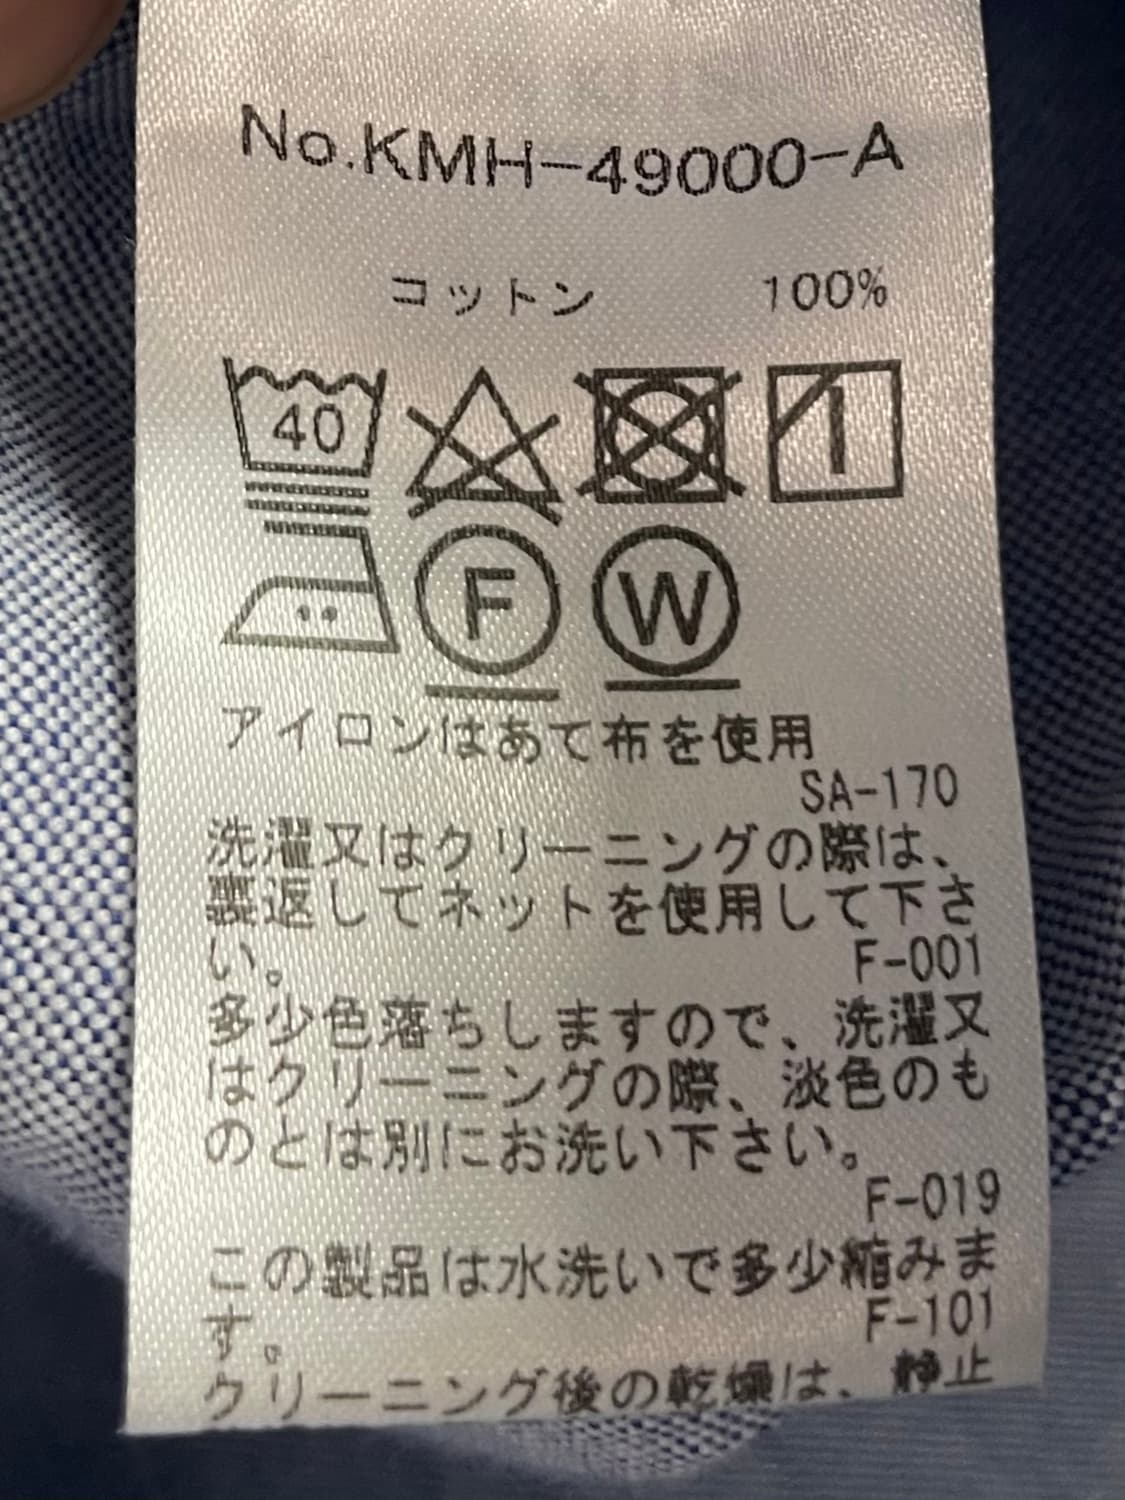 No.KMH-49000-A
コットン 100%
40
F W
アイロンはあて布を使用
SA-170
洗濯又はクリーニングの際は、
裏返してネットを使用して下さ
い。 F-001
多少色落ちしますので、洗濯又
はクリーニングの際、淡色のも
のとは別にお洗い下さい。
F-019
この製品は水洗いで多少縮みま
す。 F-101
クリーニング後の乾燥は、静止